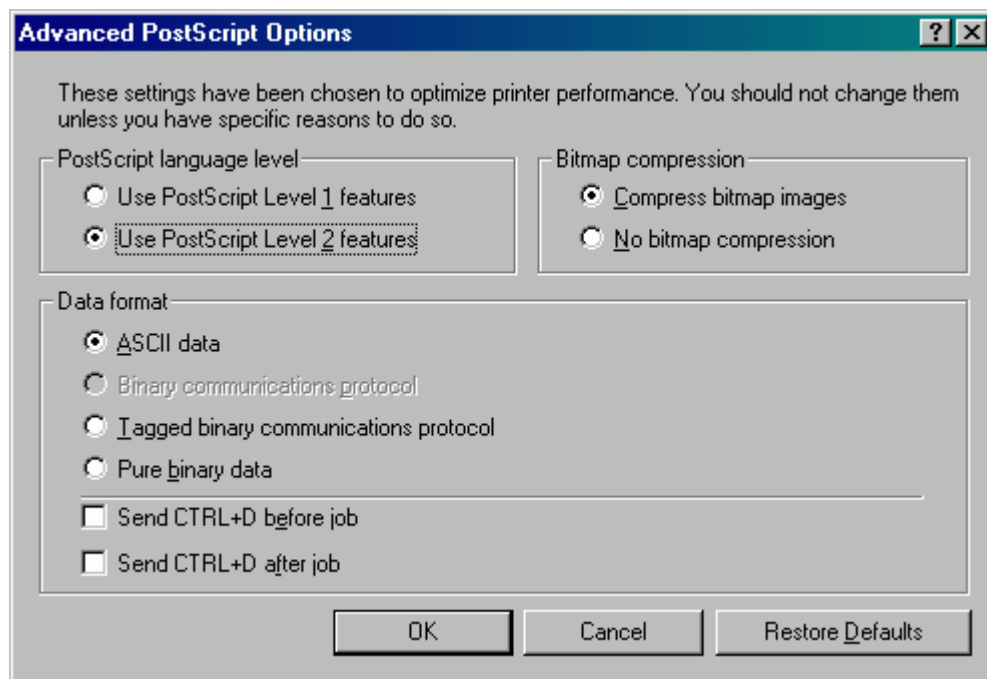 Advanced PostScript Options
These settings have been chosen to optimize printer performance. You should not change them
unless you have specific reasons to do so.
PostScript language level
Use PostScript Level 1 features
Use PostScript Level 2 features
Bitmap compression
Compress bitmap images
No bitmap compression
Data format
ASCII data
Binary communications protocol
Tagged binary communications protocol
Pure binary data
Send CTRL+D before job
Send CTRL+D after job
OK
Cancel
Restore Defaults